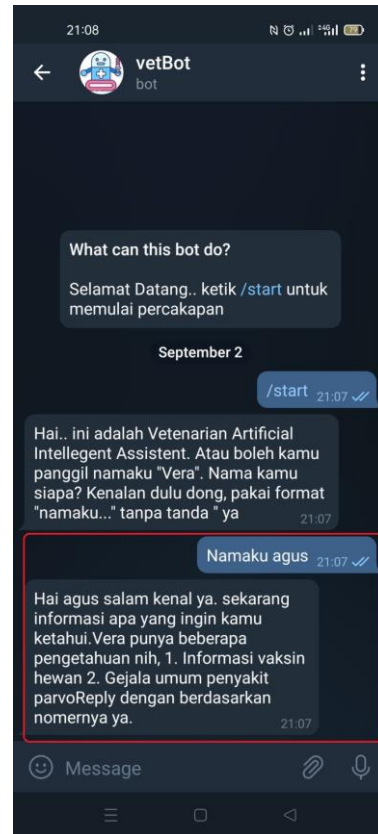 21:08
4G
79
vetBot
bot
What can this bot do?
Selamat Datang.. ketik /start untuk
memulai percakapan
September 2
/start 21:07
Hai.. ini adalah Vetenarian Artificial
Intellegent Assistent. Atau boleh kamu
panggil namaku "Vera". Nama kamu
siapa? Kenalan dulu dong, pakai format
"namaku..." tanpa tanda " ya
21:07
Namaku agus 21:07
Hai agus salam kenal ya. sekarang
informasi apa yang ingin kamu
ketahui.Vera punya beberapa
pengetahuan nih, 1. Informasi vaksin
hewan 2. Gejala umum penyakit
parvoReply dengan berdasarkan
nomernya ya.
21:07
Message